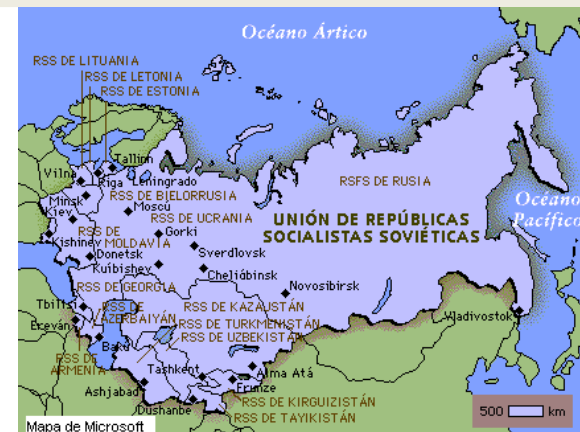 Océano Ártico
RSS DE LITUANIA
RSS DE LETONIA
RSS DE ESTONIA
Tallinn
Vilna
Riga
Leningrado
RSFS DE RUSIA
Minsk
RSS DE BIELORRUSIA
Moscú
Océano
Pacífico
Kiev
RSS DE UCRANIA
UNIÓN DE REPÚBLICAS
SOCIALISTAS SOVIÉTICAS
Gorki
RSS DE
MOLDAVIA
Kishinev
Donetsk
Sverdlovsk
Kuibishev
Cheliábinsk
RSS DE GEORGIA
Novosibirsk
Tbilisi
RSS DE
AZERBAIYÁN
RSS DE KAZAJSTÁN
Vladivostok
Ereván
RSS DE TURKMENISTÁN
Bakú
RSS DE UZBEKISTÁN
RSS DE
ARMENIA
Tashkent
Alma Atá
Ashjabad
Frunze
Dushanbe
RSS DE KIRGUIZISTÁN
RSS DE TAYIKISTÁN
500 km
Mapa de Microsoft